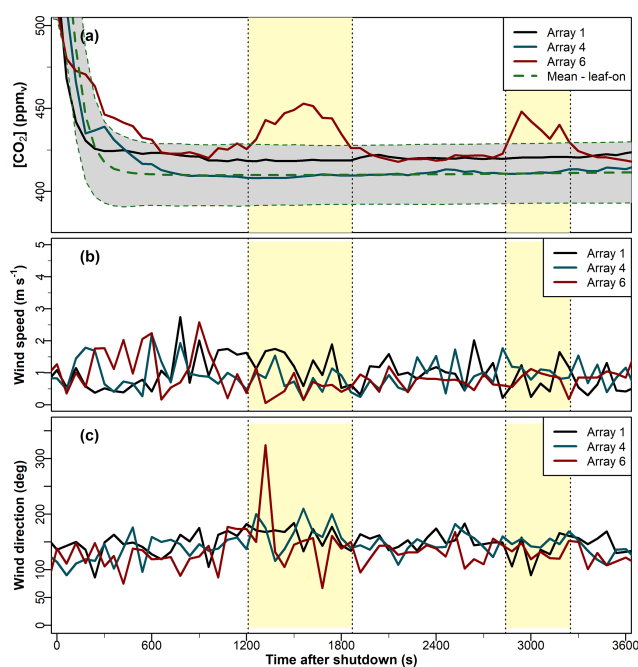 (a)
[CO₂] (ppmᵥ)
500
450
400
Array 1
Array 4
Array 6
Mean - leaf-on
(b)
Wind speed (m s⁻¹)
5
4
3
2
1
0
Array 1
Array 4
Array 6
(c)
Wind direction (deg)
300
200
150
100
50
0
Array 1
Array 4
Array 6
0 600 1200 1800 2400 3000 3600
Time after shutdown (s)